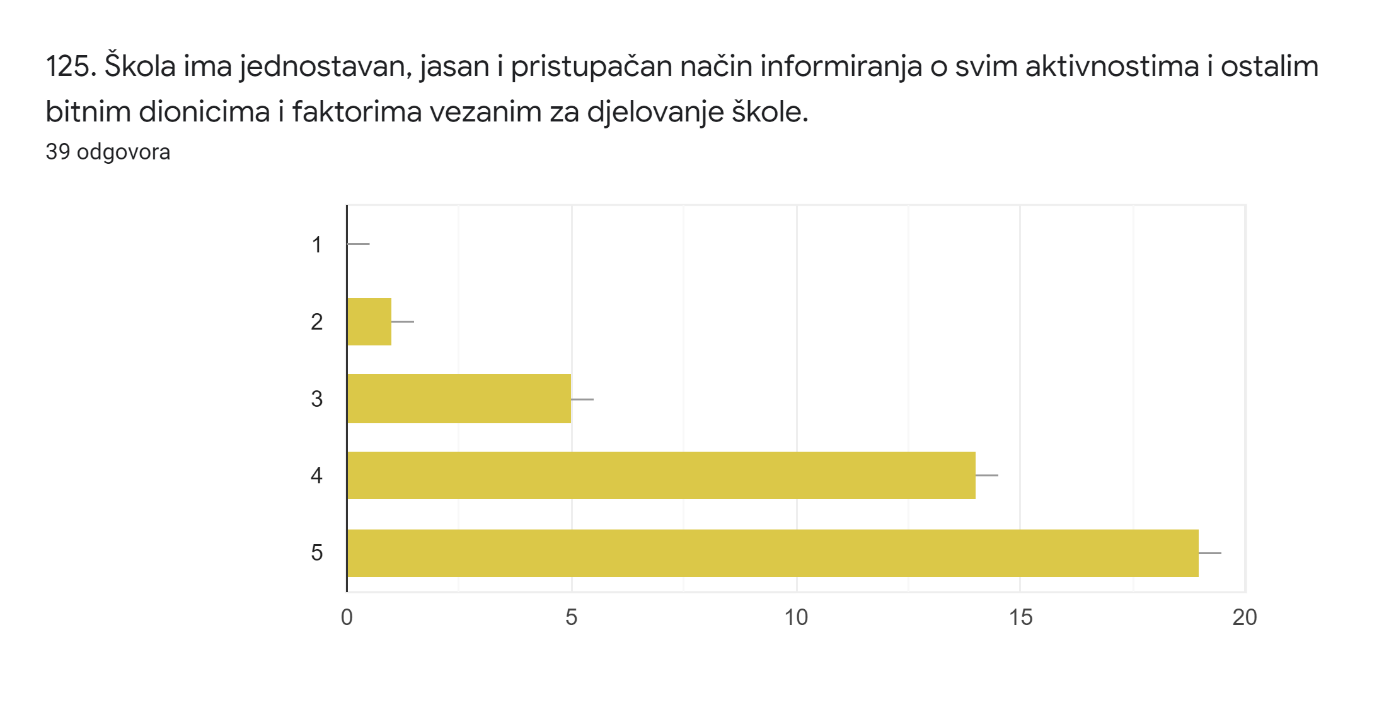 125. Škola ima jednostavan, jasan i pristupačan način informiranja o svim aktivnostima i ostalim
bitnim dionicima i faktorima vezanim za djelovanje škole.
39 odgovora
1
2
3
4
5
0 5 10 15 20